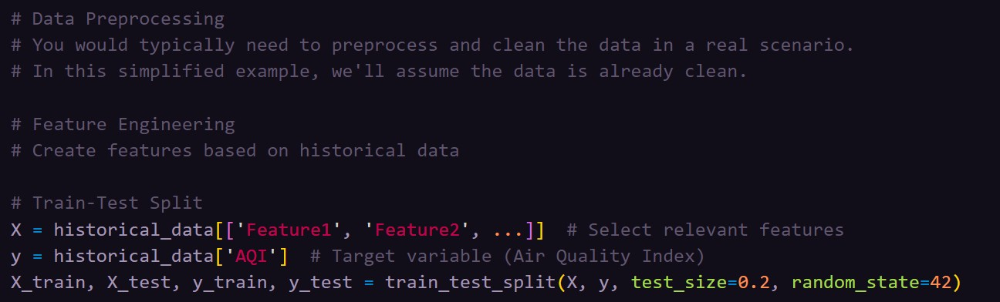 # Data Preprocessing
# You would typically need to preprocess and clean the data in a real scenario.
# In this simplified example, we'll assume the data is already clean.
# Feature Engineering
# Create features based on historical data
# Train-Test Split
X = historical_data[['Feature1', 'Feature2', ...]]  # Select relevant features
y = historical_data['AQI']  # Target variable (Air Quality Index)
X_train, X_test, y_train, y_test = train_test_split(X, y, test_size=0.2, random_state=42)